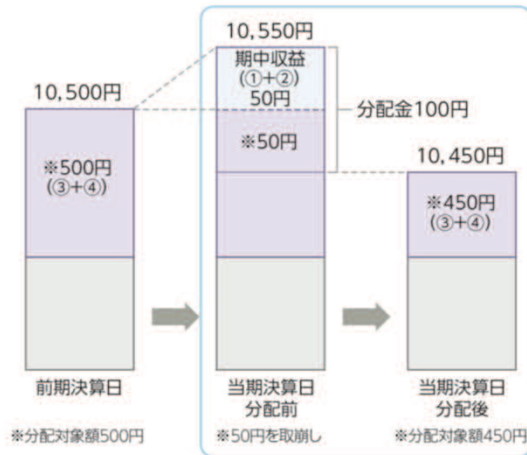 10,550円
期中収益
(①+②)
50円
10,500円
分配金100円
※50円
10,450円
※500円
(③+④)
※450円
(③+④)
前期決算日
当期決算日
分配前
当期決算日
分配後
※分配対象額500円
※50円を取崩し
※分配対象額450円